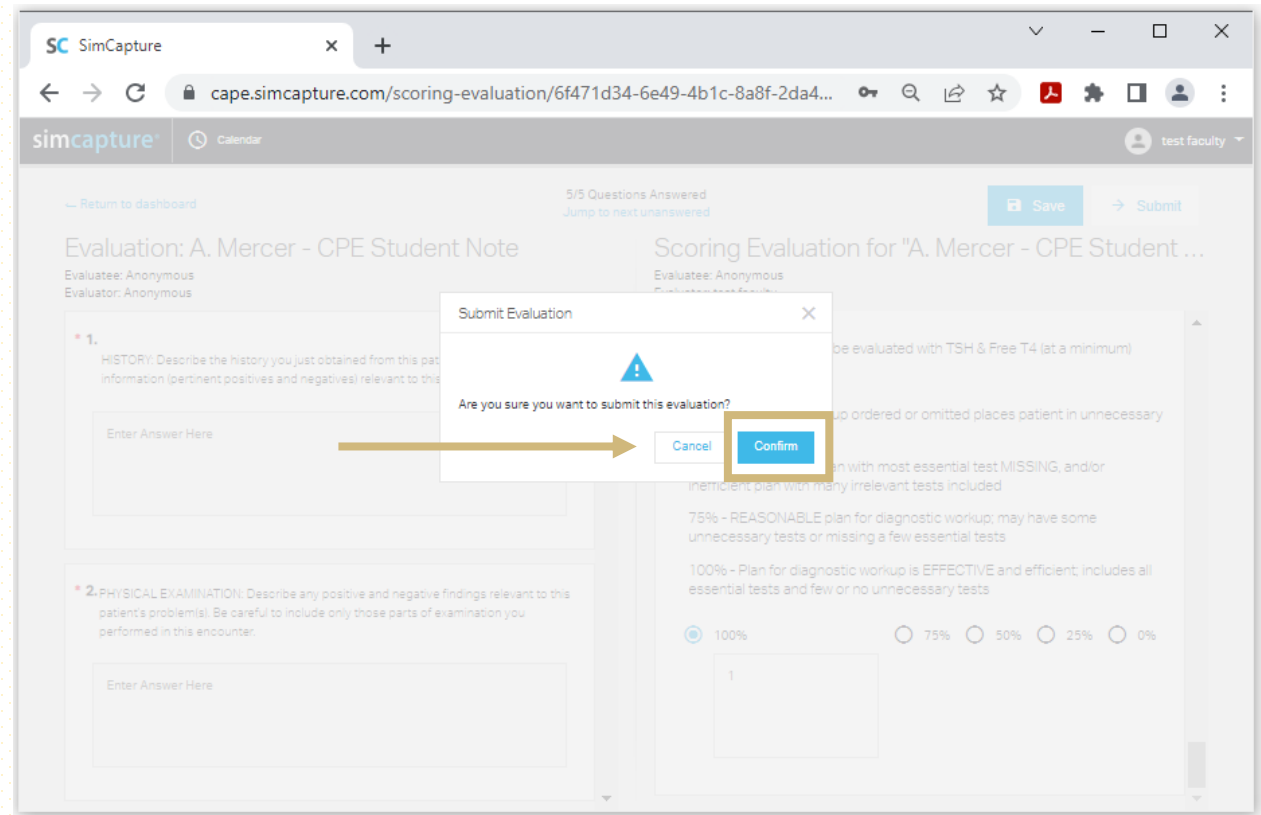 SC SimCapture
cape.simcapture.com/scoring-evaluation/6f471d34-6e49-4b1c-8a8f-2da4...
simcapture
Calendar
test faculty
Return to dashboard
5/5 Questions Answered
Jump to next unanswered
Save
Submit
Evaluation: A. Mercer - CPE Student Note
Evaluatee: Anonymous
Evaluator: Anonymous
* 1.
HISTORY: Describe the history you just obtained from this
information (pertinent positives and negatives) relevant to this
Enter Answer Here
* 2. PHYSICAL EXAMINATION: Describe any positive and negative findings relevant to this
patient's problem(s). Be careful to include only those parts of examination you
performed in this encounter.
Enter Answer Here
Scoring Evaluation for "A. Mercer - CPE Student ...
Evaluatee: Anonymous
Evaluator: test faculty
be evaluated with TSH & Free T4 (at a minimum)
ordered or omitted places patient in unnecessary
with most essential test MISSING, and/or
inefficient plan with many irrelevant tests included
75% - REASONABLE plan for diagnostic workup; may have some
unnecessary tests or missing a few essential tests
100% - Plan for diagnostic workup is EFFECTIVE and efficient; includes all
essential tests and few or no unnecessary tests
100% 75% 50% 25% 0%
1
Submit Evaluation
Are you sure you want to submit this evaluation?
Cancel
Confirm